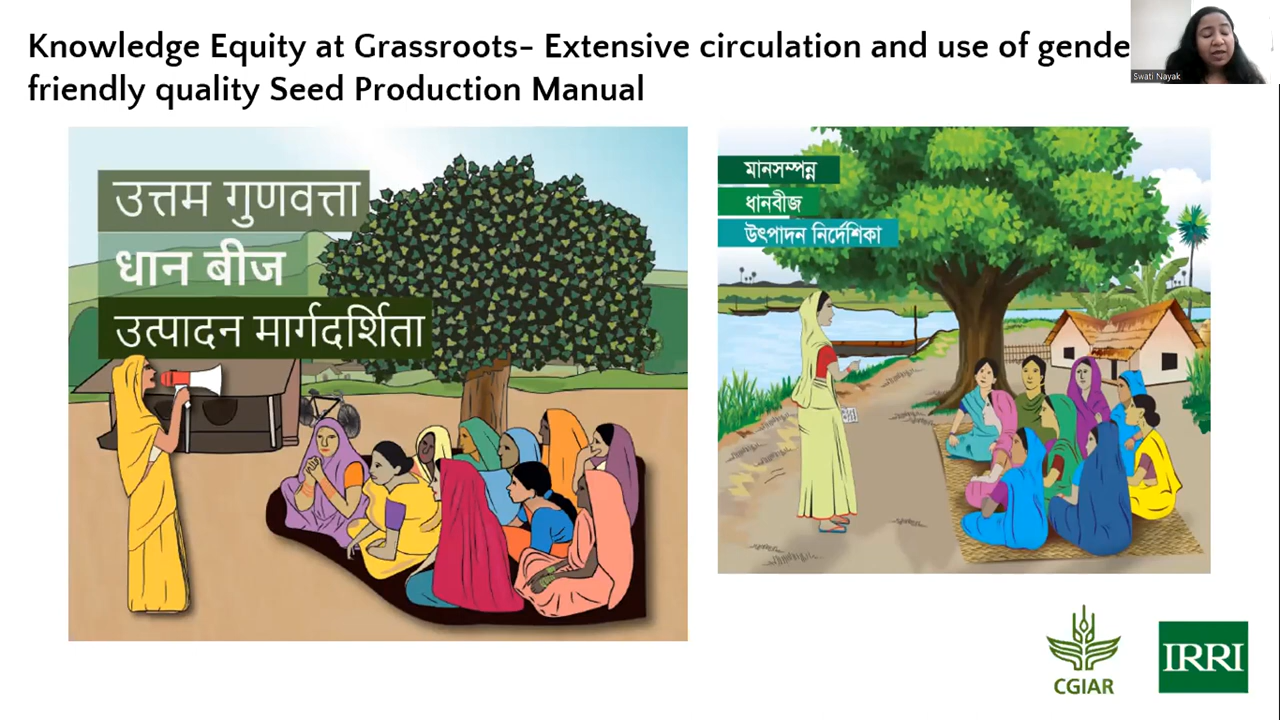 Knowledge Equity at Grassroots- Extensive circulation and use of gende
friendly quality Seed Production Manual
Swati Nayak
उत्तम गुणवत्ता
धान बीज
उत्पादन मार्गदर्शिता
মানসম্পন্ন
ধানবীজ
উৎপাদন নির্দেশিকা
CGIAR
IRRI